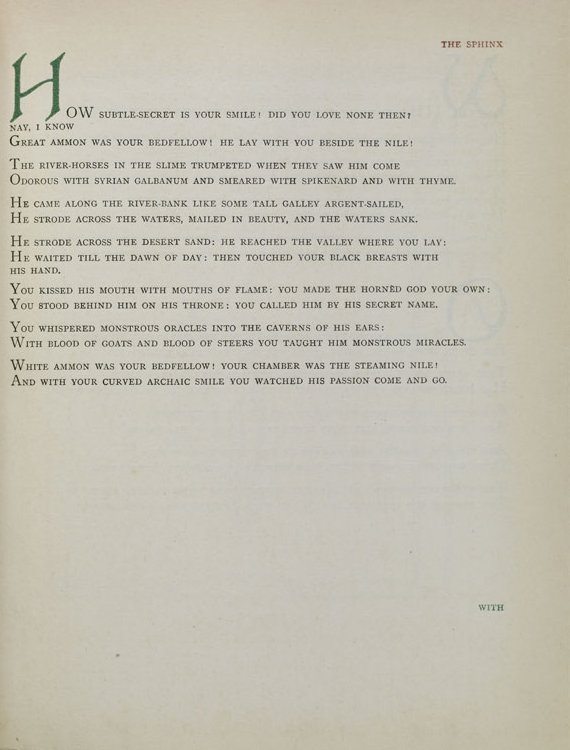 THE SPHINX
HOW SUBTLE-SECRET IS YOUR SMILE! DID YOU LOVE NONE THEN?
NAY, I KNOW
GREAT AMMON WAS YOUR BEDFELLOW! HE LAY WITH YOU BESIDE THE NILE!
THE RIVER-HORSES IN THE SLIME TRUMPETED WHEN THEY SAW HIM COME
ODOROUS WITH SYRIAN GALBANUM AND SMEARED WITH SPIKENARD AND WITH THYME.
HE CAME ALONG THE RIVER-BANK LIKE SOME TALL GALLEY ARGENT-SAILED,
HE STRODE ACROSS THE WATERS, MAILED IN BEAUTY, AND THE WATERS SANK.
HE STRODE ACROSS THE DESERT SAND: HE REACHED THE VALLEY WHERE YOU LAY:
HE WAITED TILL THE DAWN OF DAY: THEN TOUCHED YOUR BLACK BREASTS WITH
HIS HAND.
YOU KISSED HIS MOUTH WITH MOUTHS OF FLAME: YOU MADE THE HORNÈD GOD YOUR OWN:
YOU STOOD BEHIND HIM ON HIS THRONE: YOU CALLED HIM BY HIS SECRET NAME.
YOU WHISPERED MONSTROUS ORACLES INTO THE CAVERNS OF HIS EARS:
WITH BLOOD OF GOATS AND BLOOD OF STEERS YOU TAUGHT HIM MONSTROUS MIRACLES.
WHITE AMMON WAS YOUR BEDFELLOW! YOUR CHAMBER WAS THE STEAMING NILE!
AND WITH YOUR CURVED ARCHAIC SMILE YOU WATCHED HIS PASSION COME AND GO.
WITH